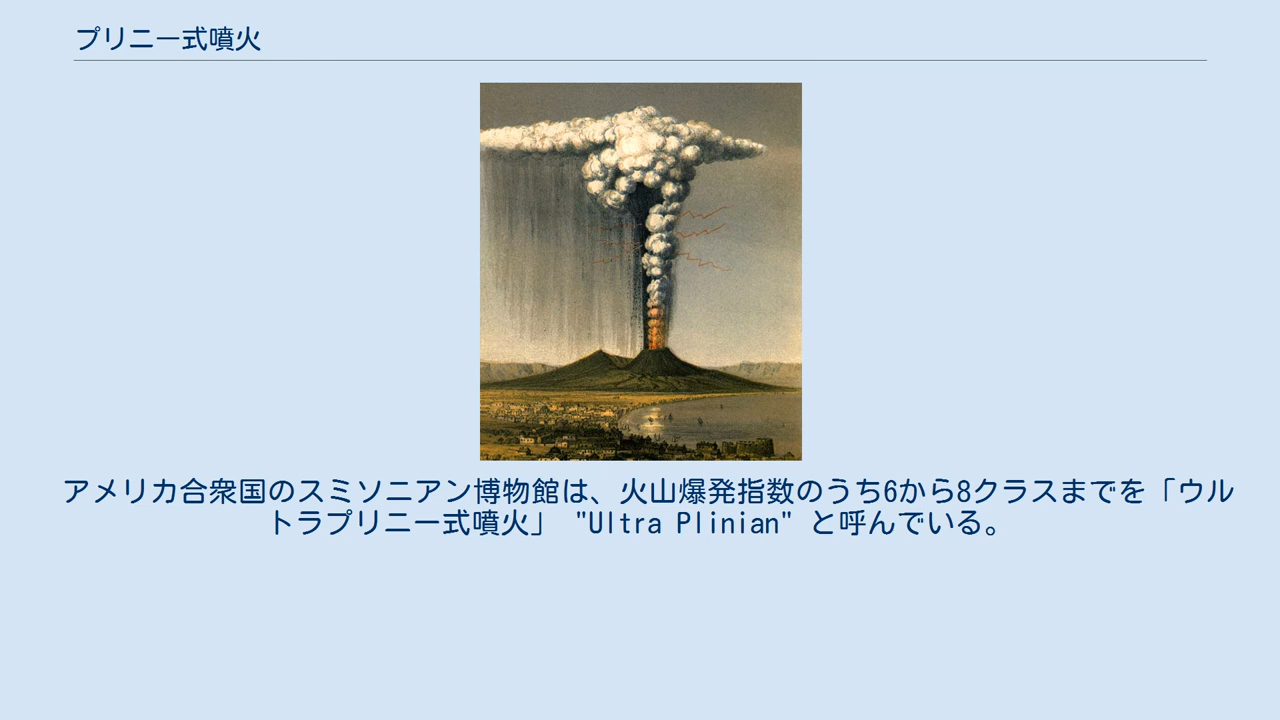 プリニー式噴火
アメリカ合衆国のスミソニアン博物館は、火山爆発指数のうち6から8クラスまでを「ウル
トラプリニー式噴火」 "Ultra Plinian" と呼んでいる。